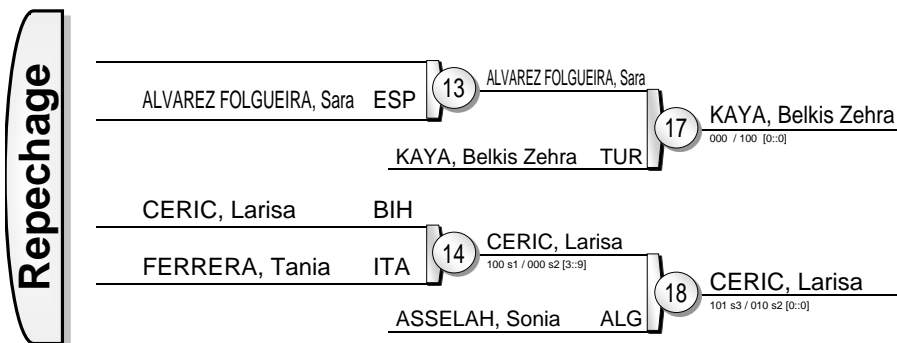 Repechage
ALVAREZ FOLGUEIRA, Sara ESP
13
ALVAREZ FOLGUEIRA, Sara
KAYA, Belkis Zehra TUR
17
KAYA, Belkis Zehra
000 / 100 [0::0]
CERIC, Larisa BIH
FERRERA, Tania ITA
14
CERIC, Larisa
100 s1 / 000 s2 [3::9]
ASSELAH, Sonia ALG
18
CERIC, Larisa
101 s3 / 010 s2 [0::0]